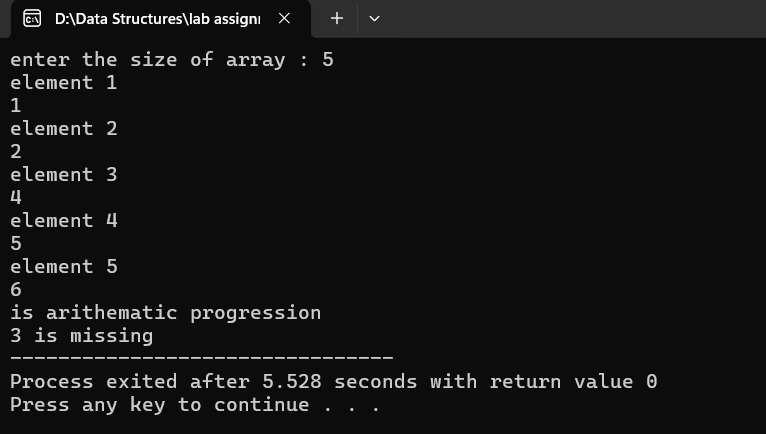 D:\Data Structures\lab assignı
enter the size of array : 5
element 1
1
element 2
2
element 3
4
element 4
5
element 5
6
is arithematic progression
3 is missing
--------------------------------
Process exited after 5.528 seconds with return value 0
Press any key to continue . . .